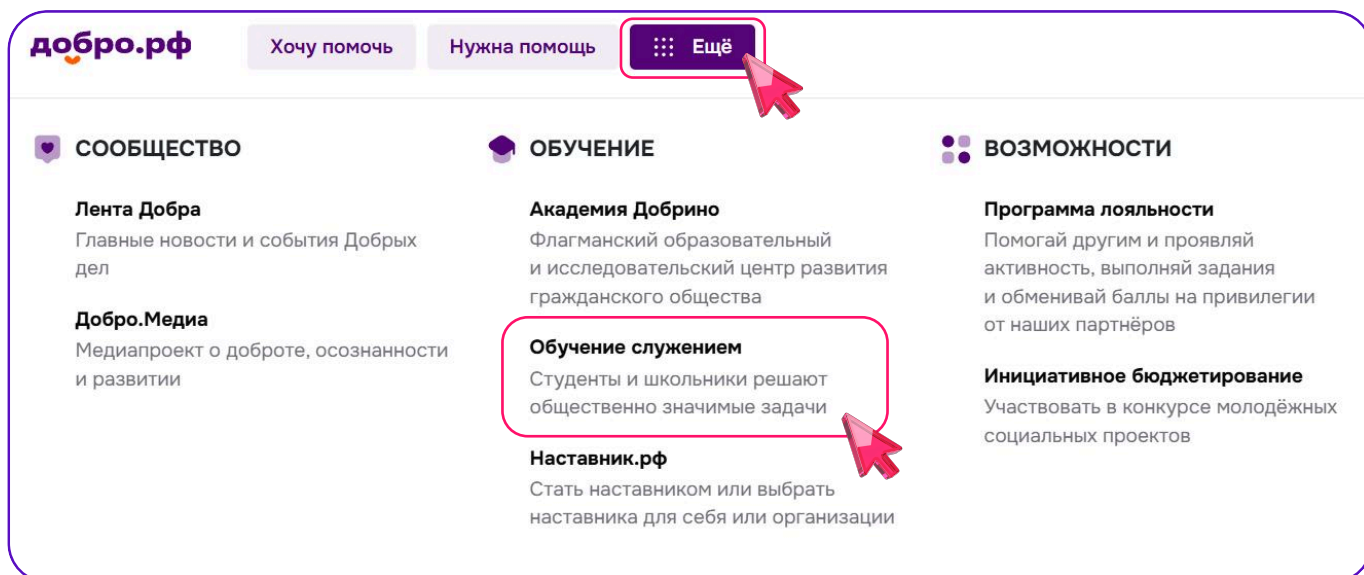 добро.рф
Хочу помочь
Нужна помощь
Ещё
СООБЩЕСТВО
Лента Добра
Главные новости и события Добрых
дел
Добро.Медиа
Медиапроект о доброте, осознанности
и развитии
ОБУЧЕНИЕ
Академия Добрино
Флагманский образовательный
и исследовательский центр развития
гражданского общества
Обучение служением
Студенты и школьники решают
общественно значимые задачи
Наставник.рф
Стать наставником или выбрать
наставника для себя или организации
ВОЗМОЖНОСТИ
Программа лояльности
Помогай другим и проявляй
активность, выполняй задания
и обменивай баллы на привилегии
от наших партнёров
Инициативное бюджетирование
Участвовать в конкурсе молодёжных
социальных проектов